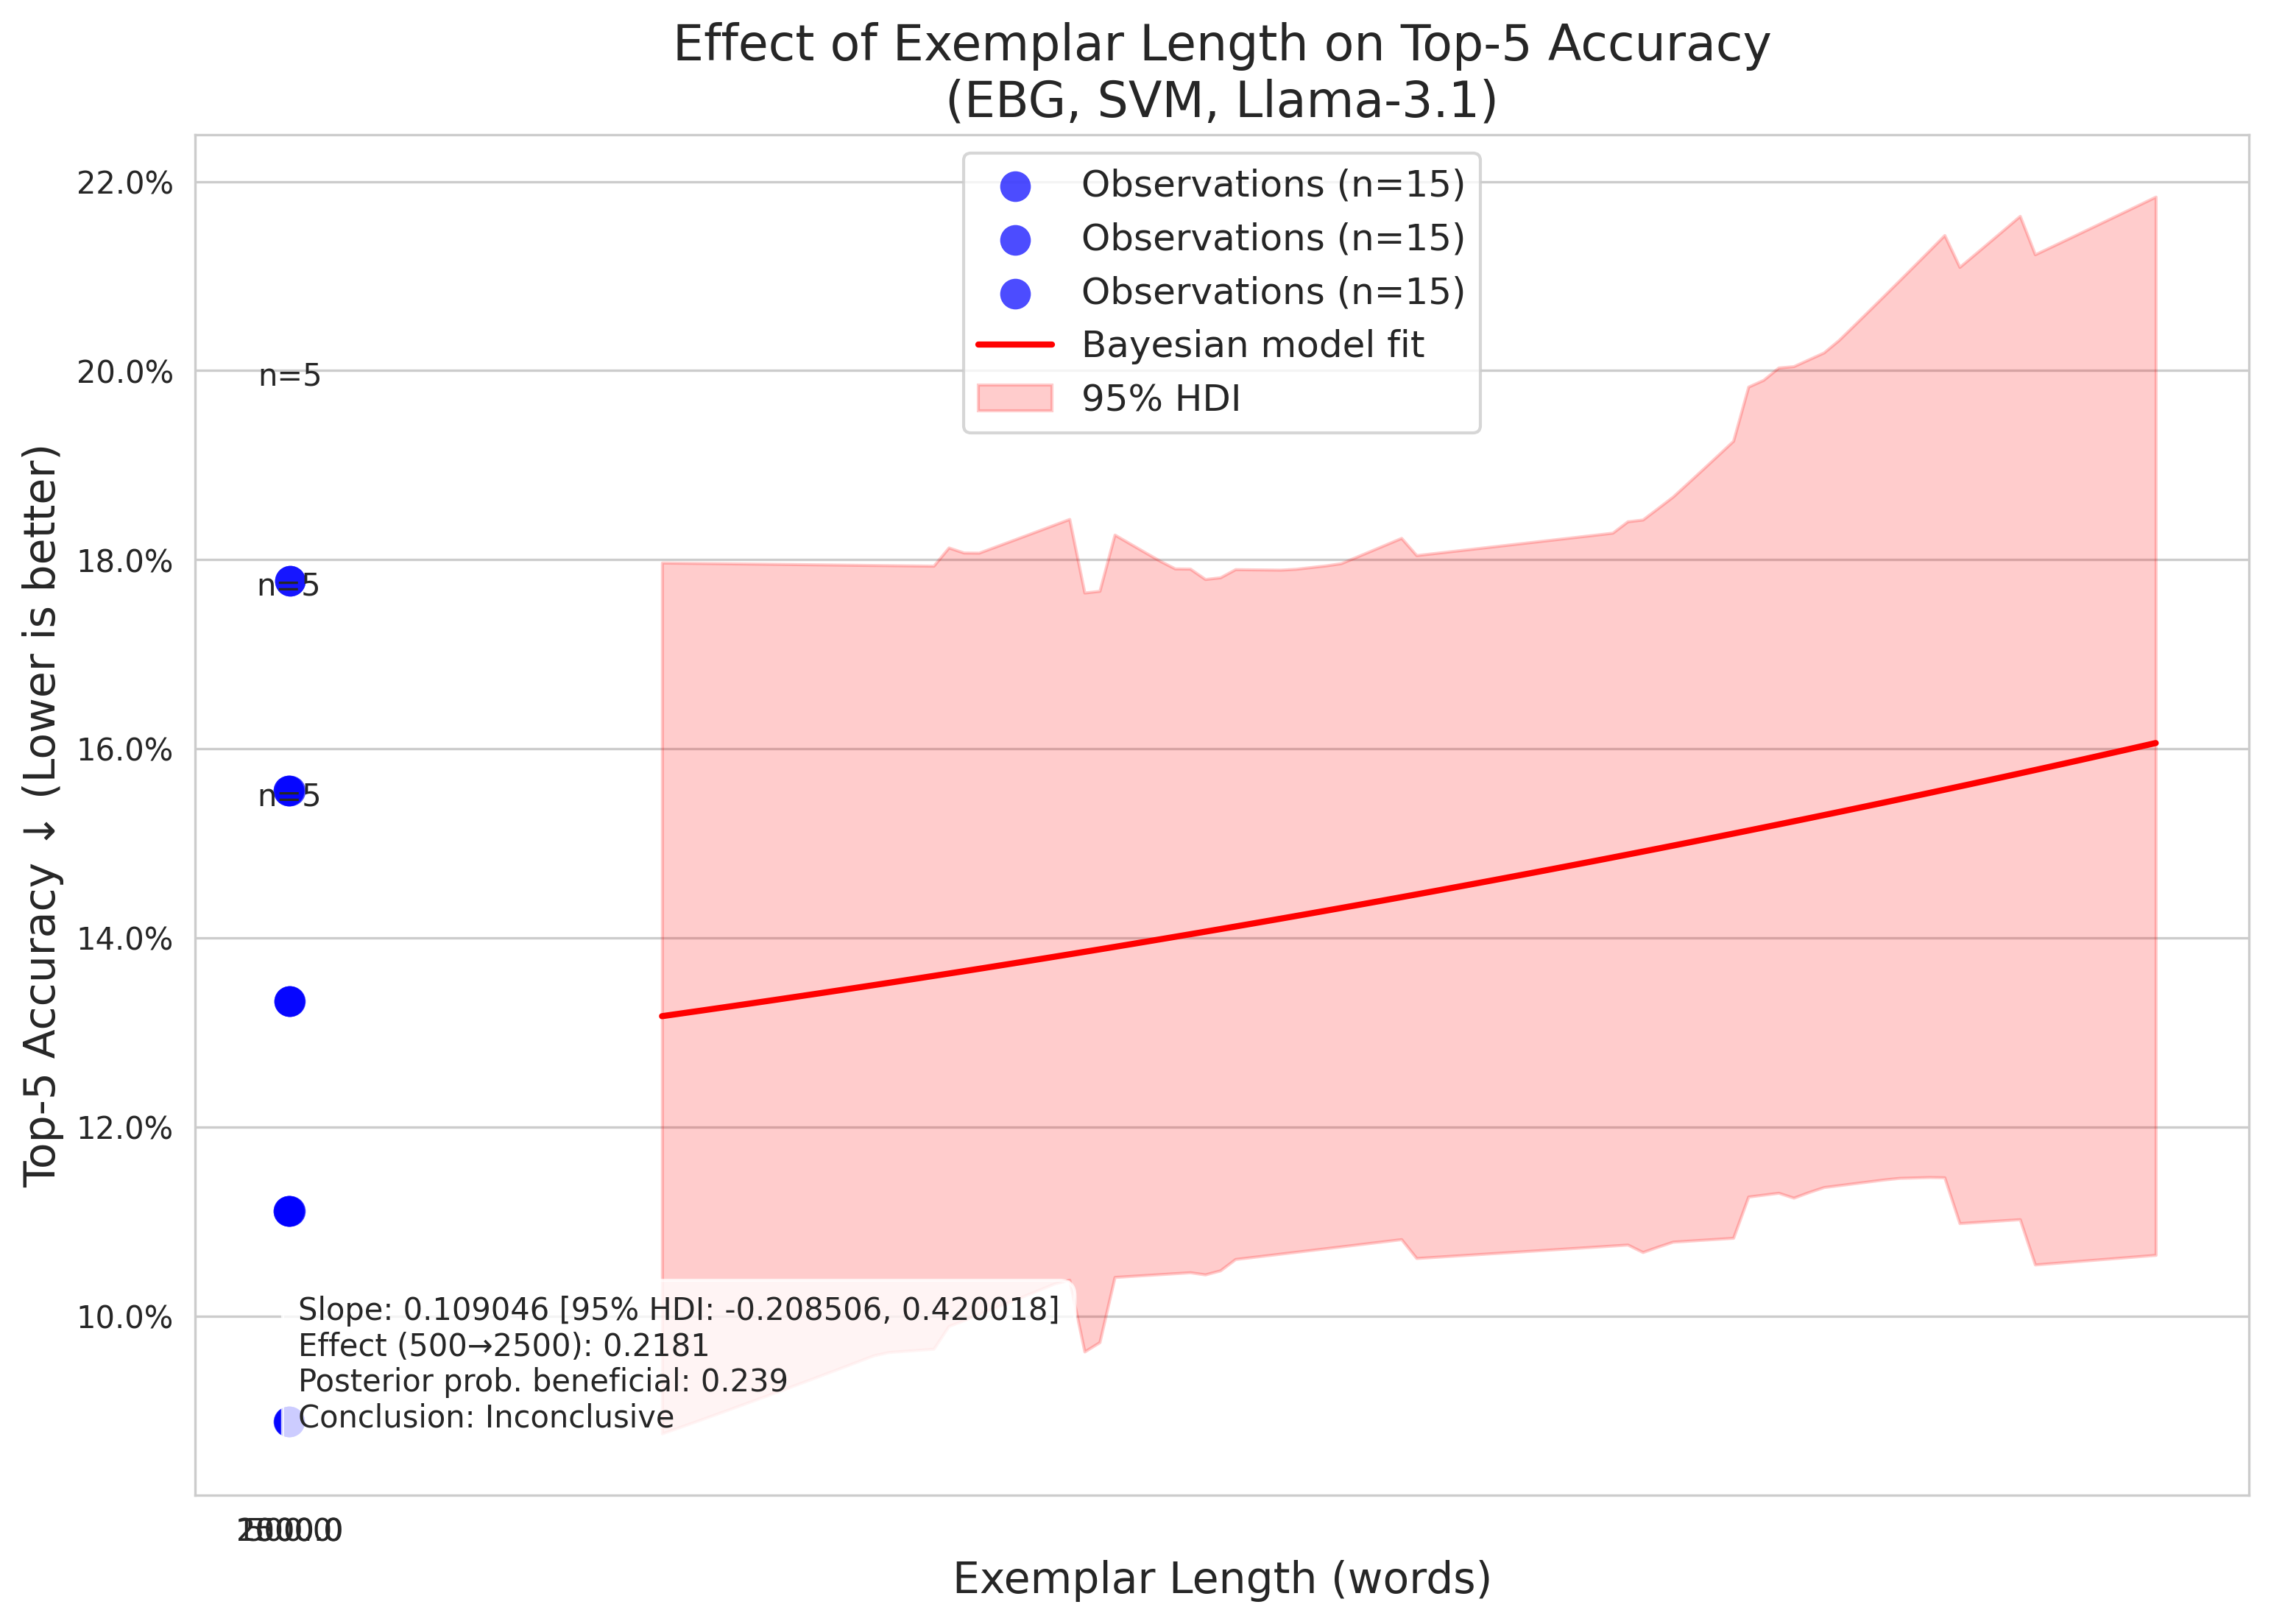 Effect of Exemplar Length on Top-5 Accuracy
(EBG, SVM, Llama-3.1)
Observations (n=15)
Observations (n=15)
Observations (n=15)
Bayesian model fit
95% HDI
Top-5 Accuracy ↓ (Lower is better)
22.0%
20.0%
18.0%
16.0%
14.0%
12.0%
10.0%
n=5
n=5
n=5
Slope: 0.109046 [95% HDI: -0.208506, 0.420018]
Effect (500→2500): 0.2181
Posterior prob. beneficial: 0.239
Conclusion: Inconclusive
Exemplar Length (words)